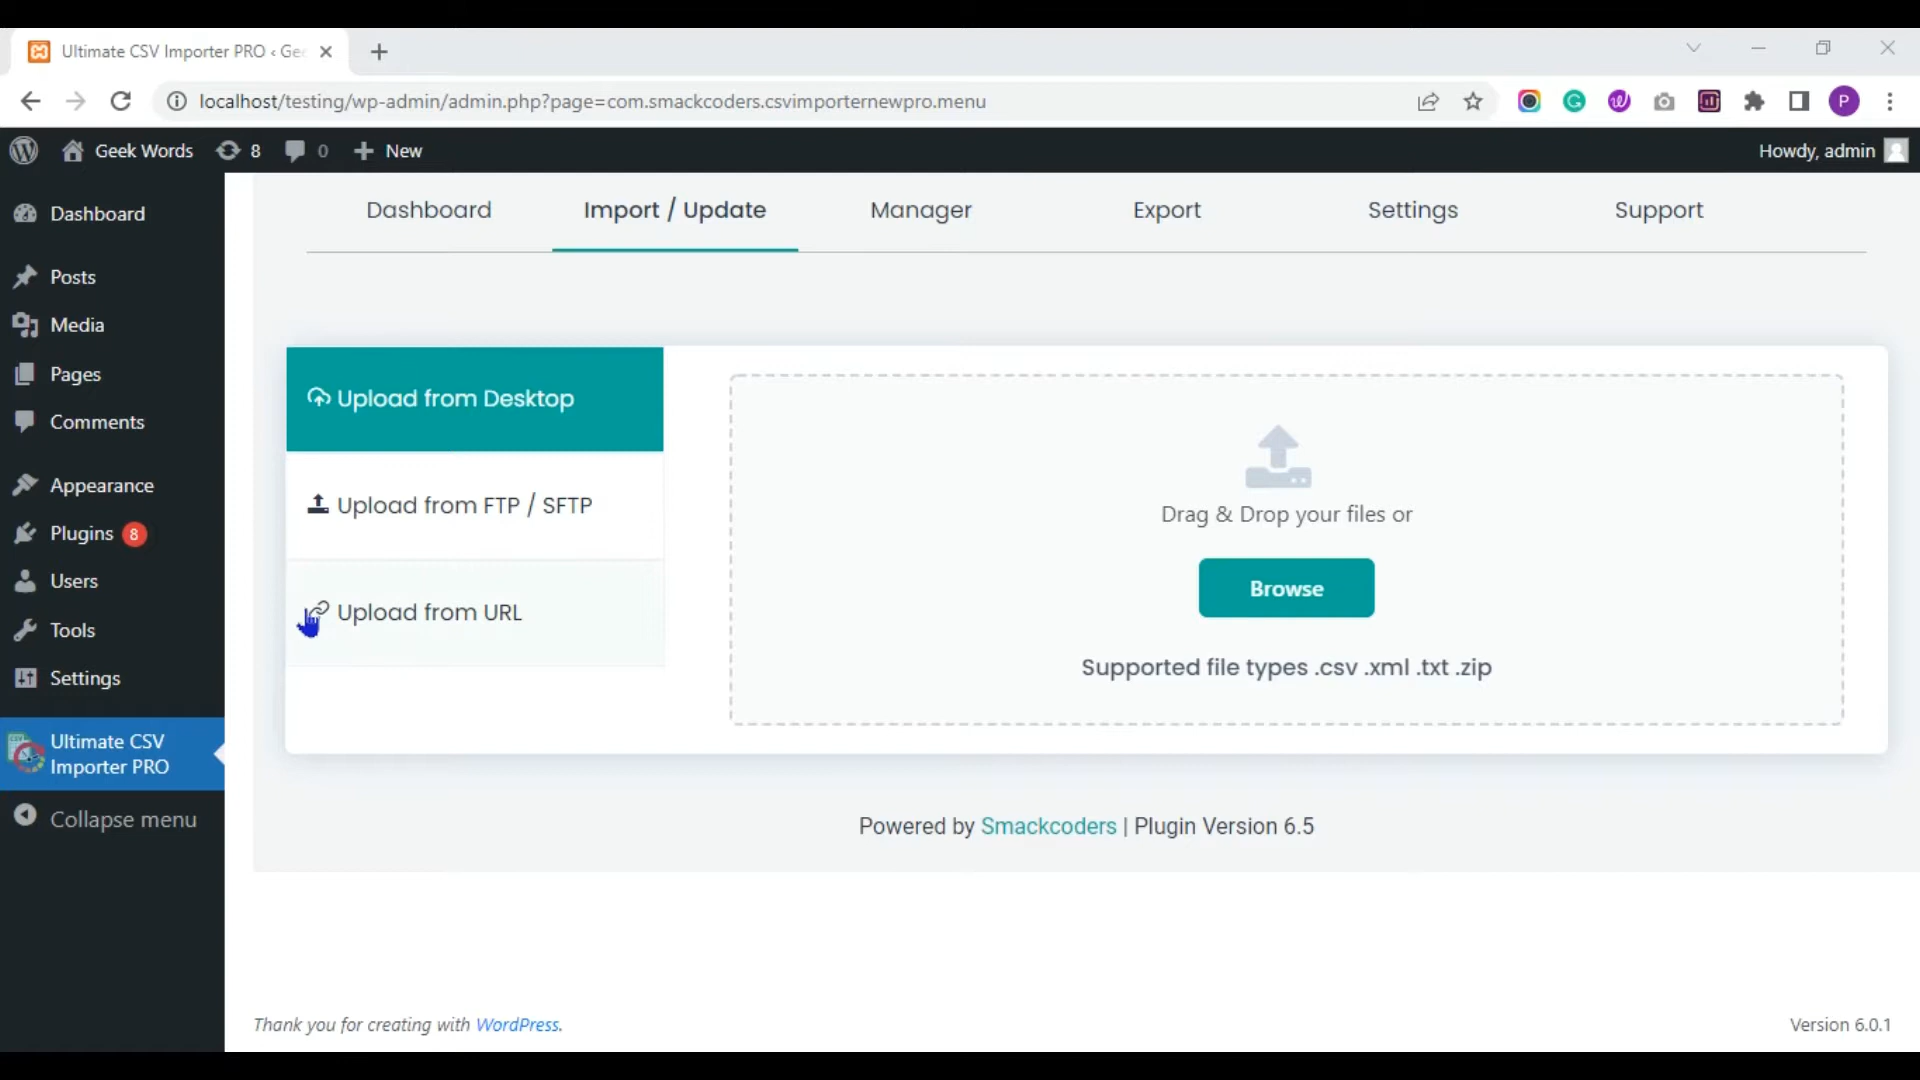 Ultimate CSV Importer PRO ‹ Gee
localhost/testing/wp-admin/admin.php?page=com.smackcoders.csvimporternewpro.menu
P
Geek Words
8
0
New
Howdy, admin
Dashboard
Posts
Media
Pages
Comments
Appearance
Plugins 8
Users
Tools
Settings
Ultimate CSV
Importer PRO
Collapse menu
Dashboard
Import / Update
Manager
Export
Settings
Support
Upload from Desktop
Upload from FTP / SFTP
Upload from URL
Drag & Drop your files or
Browse
Supported file types .csv .xml .txt .zip
Powered by Smackcoders | Plugin Version 6.5
Thank you for creating with WordPress.
Version 6.0.1